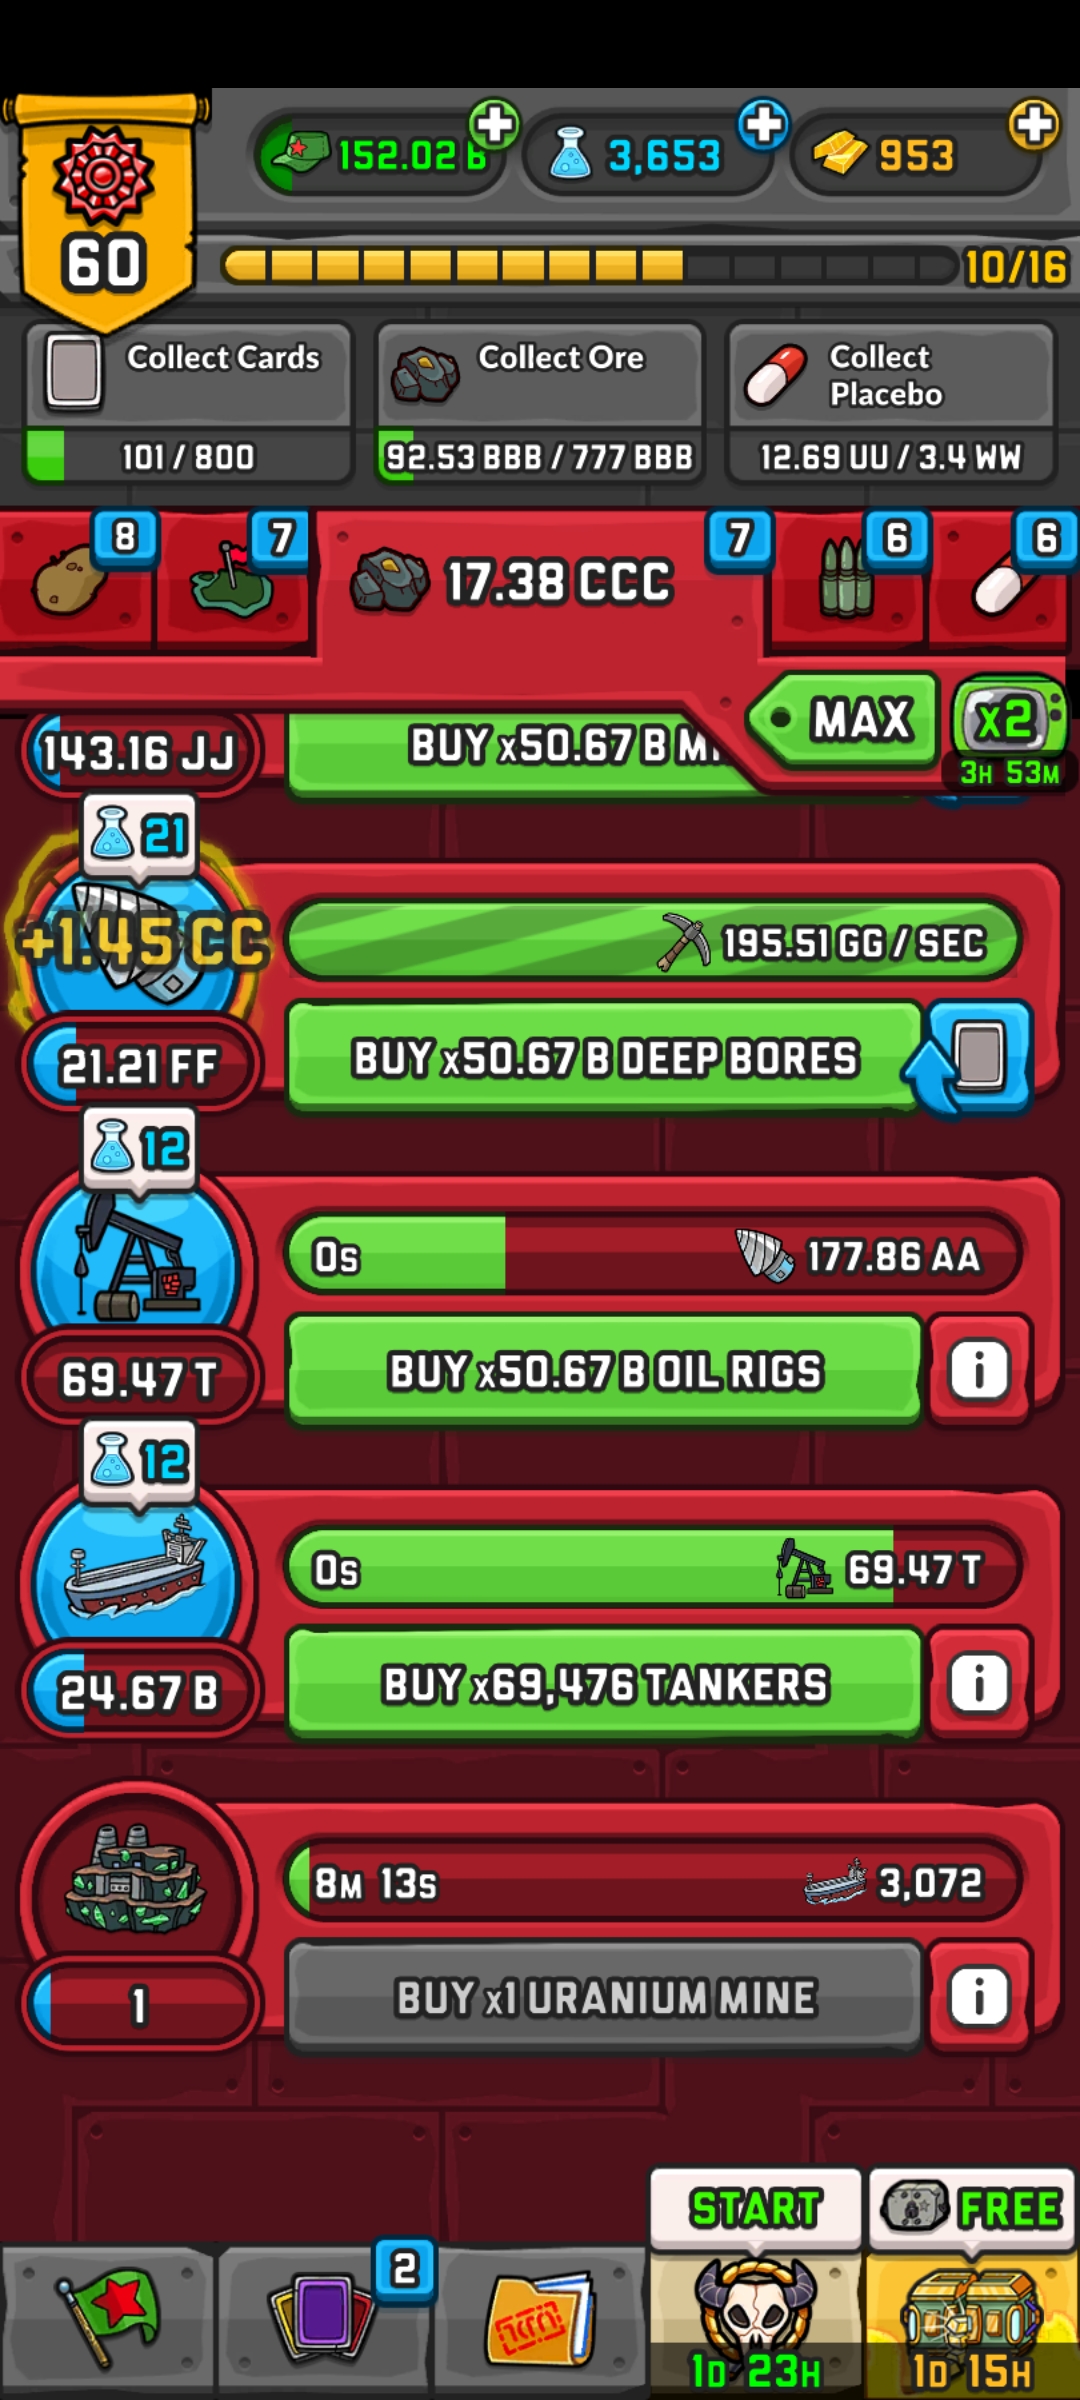 152.02 B
3,653
953
60
10/16
Collect Cards
101 / 800
Collect Ore
92.53 BBB / 777 BBB
Collect
Placebo
12.69 UU / 3.4 WW
8
7
17.38 CCC
7
6
6
MAX
x2
3H 53M
143.16 JJ
BUY x50.67 B
21
+1.45 CC
195.51 GG / SEC
21.21 FF
BUY x50.67 B DEEP BORES
12
0s
177.86 AA
69.47 T
BUY x50.67 B OIL RIGS
i
12
0s
69.47 T
24.67 B
BUY x69,476 TANKERS
i
8M 13s
3,072
1
BUY x1 URANIUM MINE
i
START
FREE
2
1D 23H
1D 15H